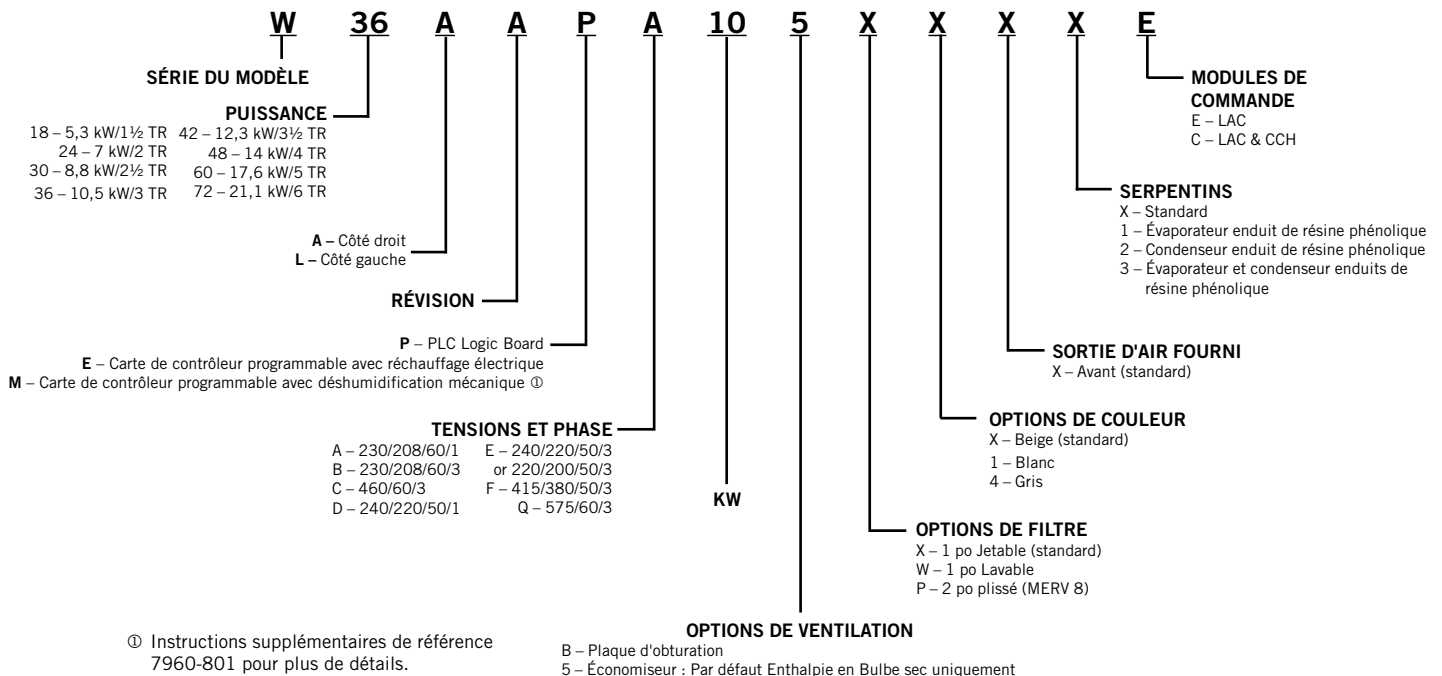 W 36 A A P A 10 5 X X X X E
SÉRIE DU MODÈLE
PUISSANCE
18 – 5,3 kW/1½ TR 42 – 12,3 kW/3½ TR
24 – 7 kW/2 TR 48 – 14 kW/4 TR
30 – 8,8 kW/2½ TR 60 – 17,6 kW/5 TR
36 – 10,5 kW/3 TR 72 – 21,1 kW/6 TR
A – Côté droit
L – Côté gauche
RÉVISION
P – PLC Logic Board
E – Carte de contrôleur programmable avec réchauffage électrique
M – Carte de contrôleur programmable avec déshumidification mécanique ①
TENSIONS ET PHASE
A – 230/208/60/1 E – 240/220/50/3
B – 230/208/60/3 or 220/200/50/3
C – 460/60/3 F – 415/380/50/3
D – 240/220/50/1 Q – 575/60/3
KW
MODULES DE
COMMANDE
E – LAC
C – LAC & CCH
SERPENTINS
X – Standard
1 – Évaporateur enduit de résine phénolique
2 – Condenseur enduit de résine phénolique
3 – Évaporateur et condenseur enduits de
résine phénolique
SORTIE D'AIR FOURNI
X – Avant (standard)
OPTIONS DE COULEUR
X – Beige (standard)
1 – Blanc
4 – Gris
OPTIONS DE FILTRE
X – 1 po Jetable (standard)
W – 1 po Lavable
P – 2 po plissé (MERV 8)
OPTIONS DE VENTILATION
B – Plaque d'obturation
5 – Économiseur : Par défaut Enthalpie en Bulbe sec uniquement
① Instructions supplémentaires de référence
7960-801 pour plus de détails.